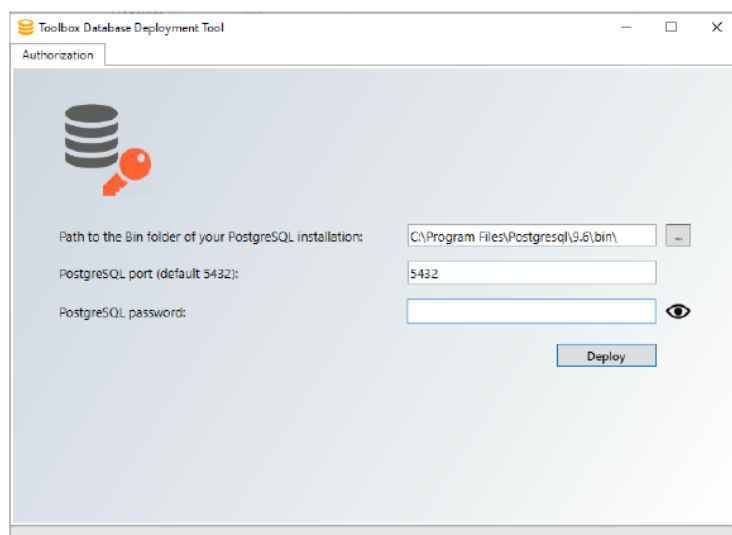 Toolbox Database Deployment Tool
Authorization
Path to the Bin folder of your PostgreSQL installation: C:\Program Files\Postgresql\9.6\bin\ ...
PostgreSQL port (default 5432): 5432
PostgreSQL password:
Deploy